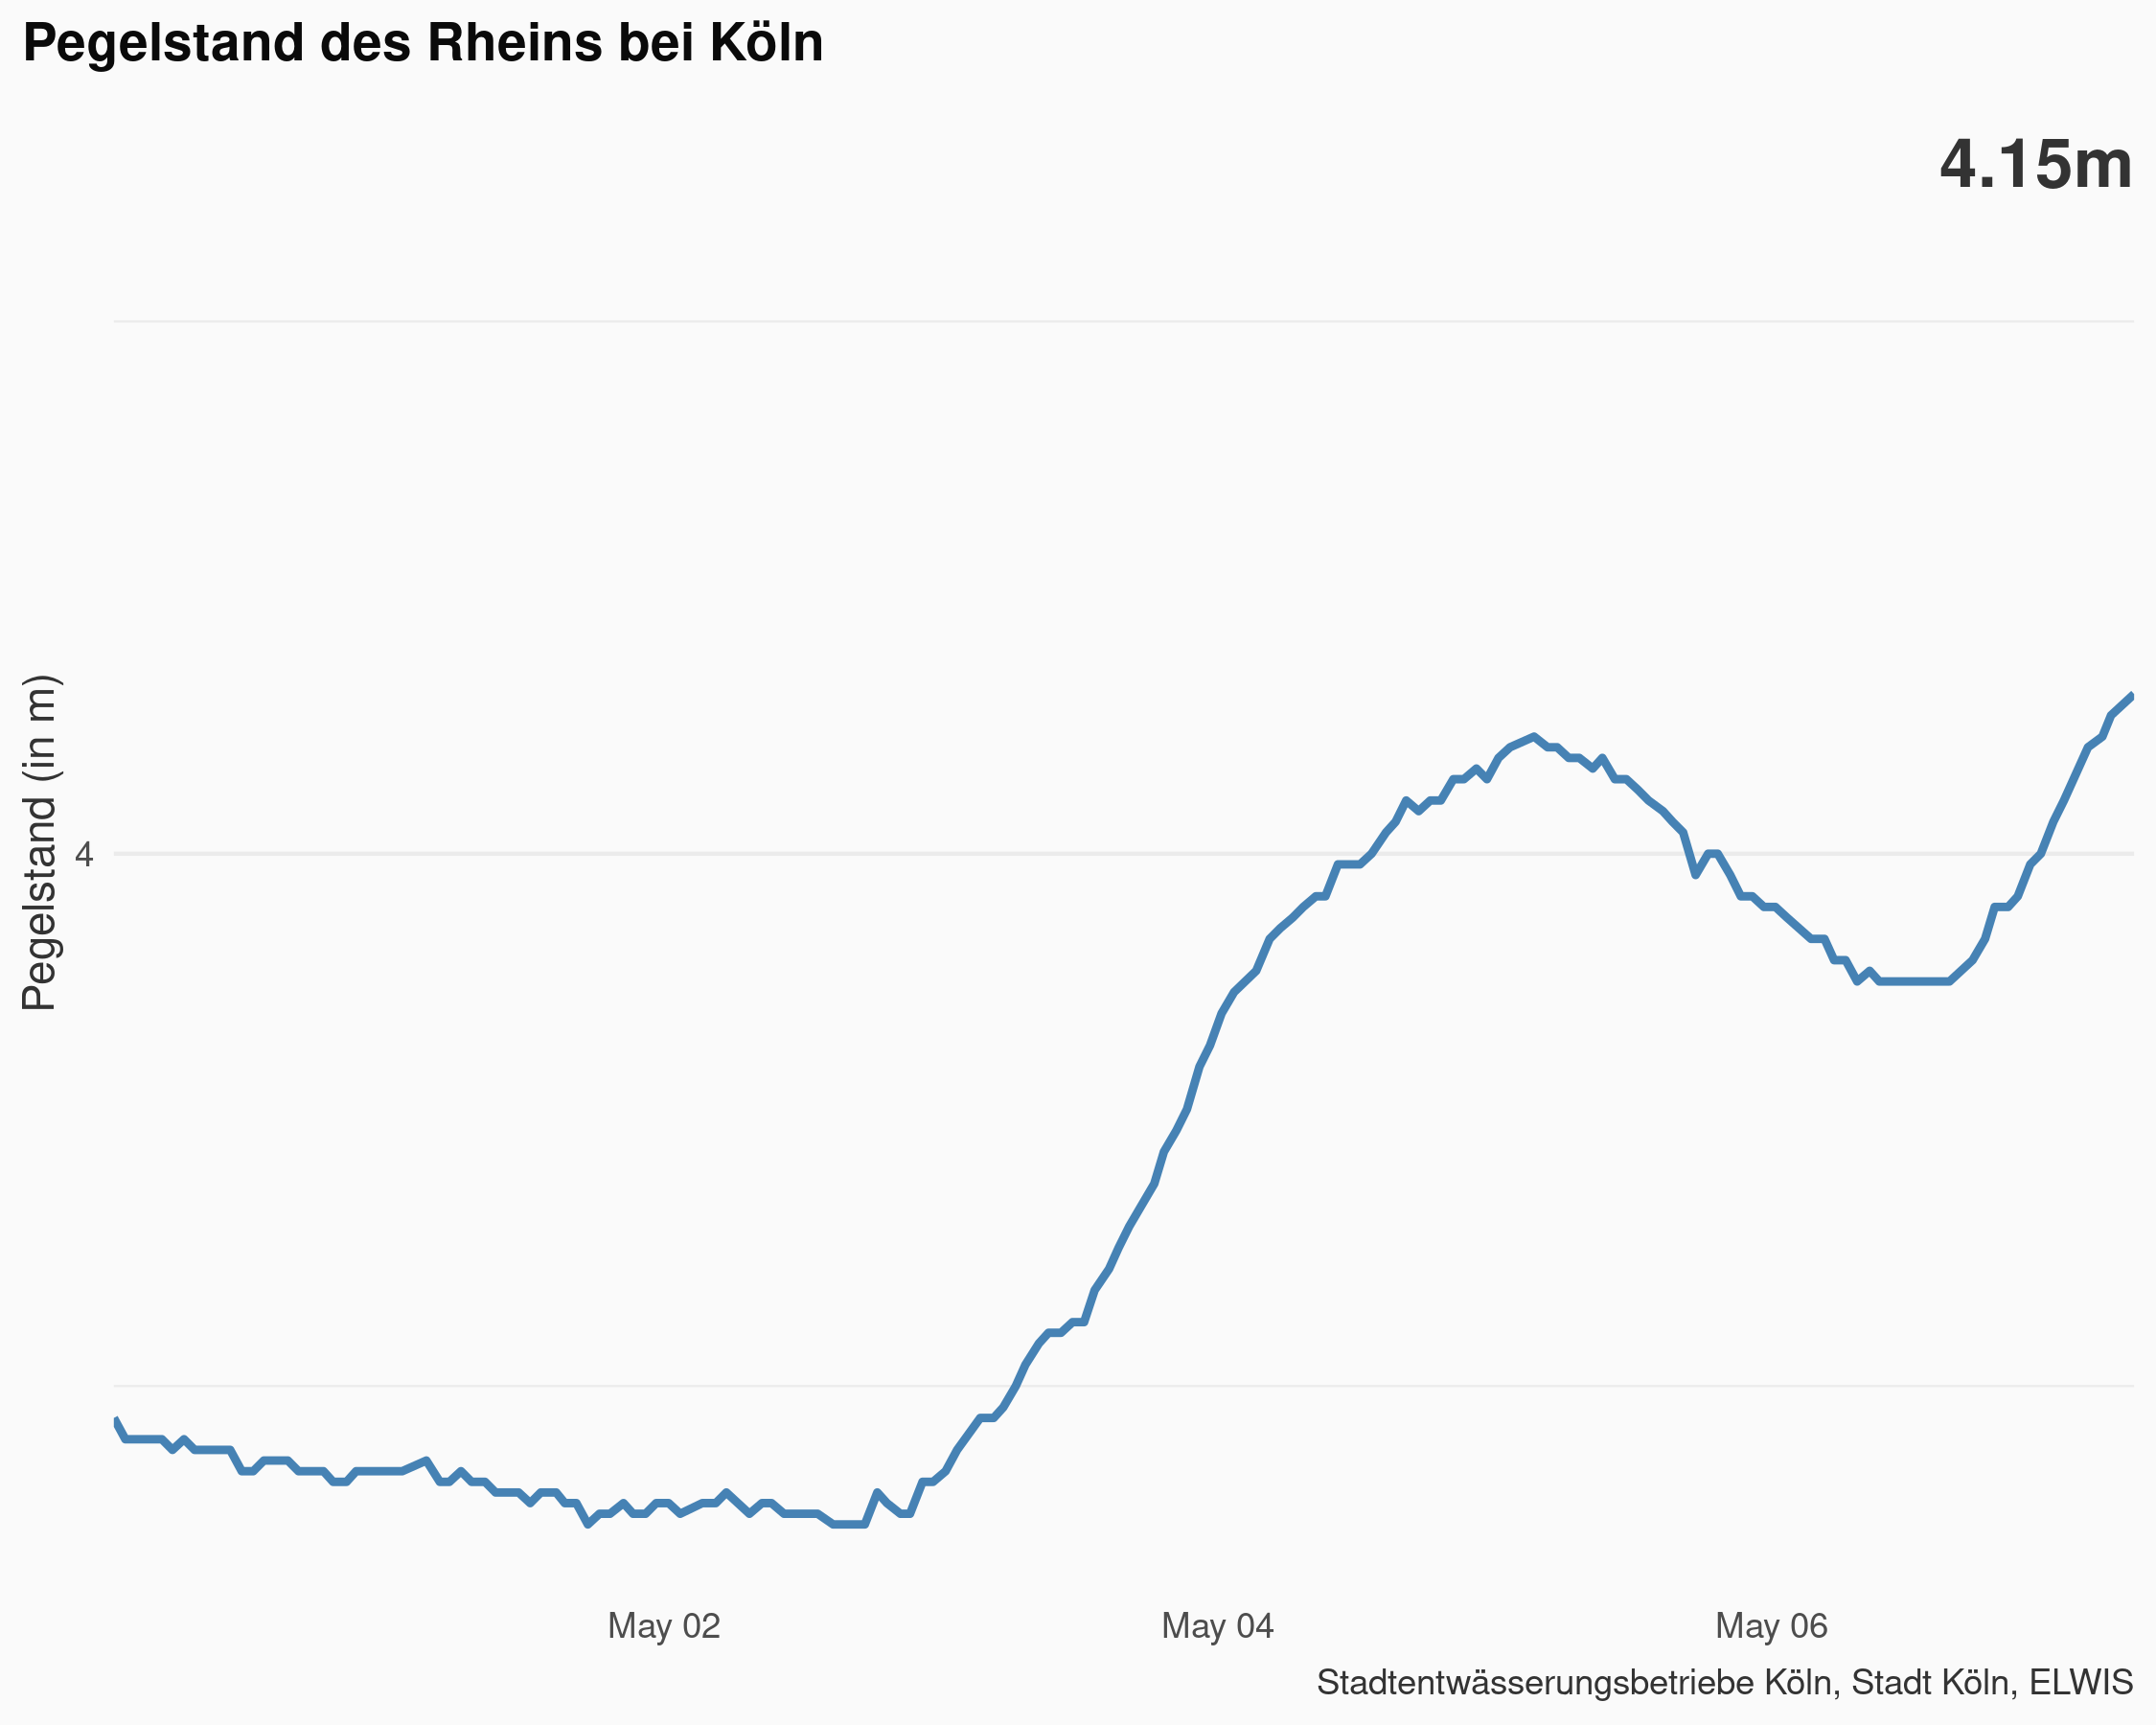 Pegelstand des Rheins bei Köln
4.15m
Pegelstand (in m)
4
May 02
May 04
May 06
Stadtentwässerungsbetriebe Köln, Stadt Köln, ELWIS